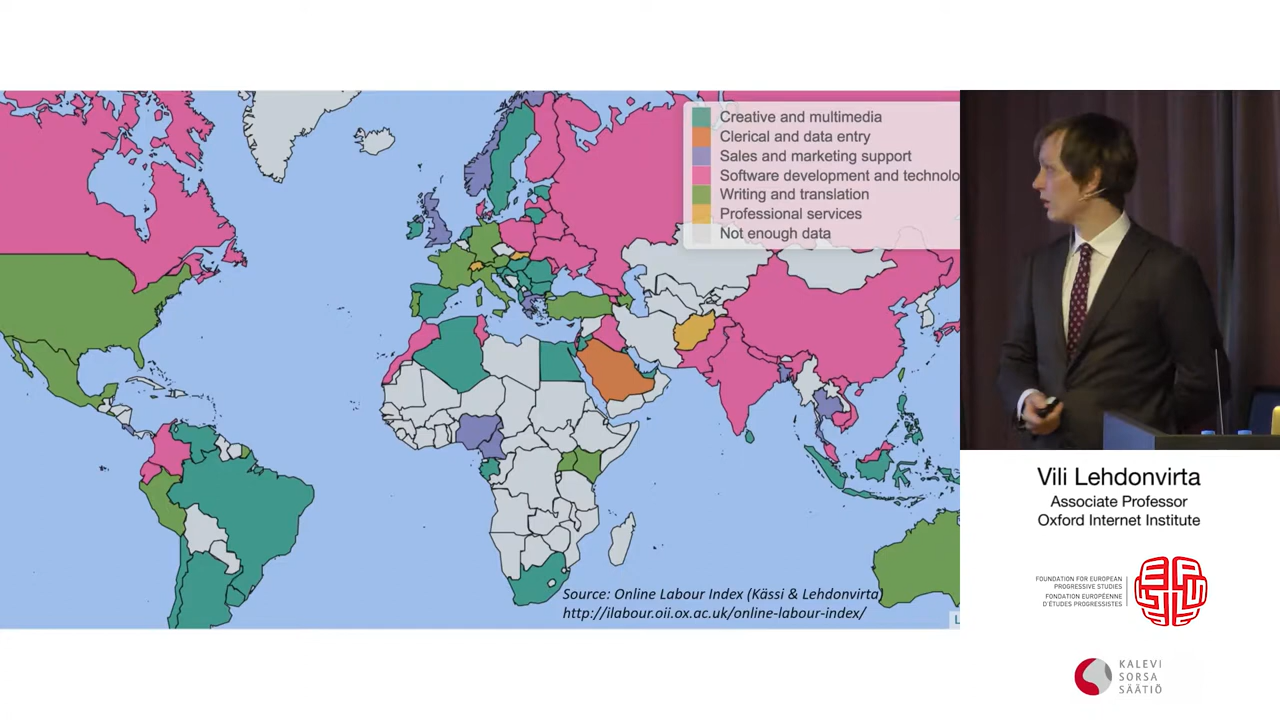 Creative and multimedia
Clerical and data entry
Sales and marketing support
Software development and technolo
Writing and translation
Professional services
Not enough data
Source: Online Labour Index (Kässi & Lehdonvirta)
http://ilabour.oii.ox.ac.uk/online-labour-index/
L
Vili Lehdonvirta
Associate Professor
Oxford Internet Institute
FOUNDATION FOR EUROPEAN
PROGRESSIVE STUDIES
FONDATION EUROPÉENNE
D'ÉTUDES PROGRESSISTES
KALEVI
SORSA
SÄÄTIÖ